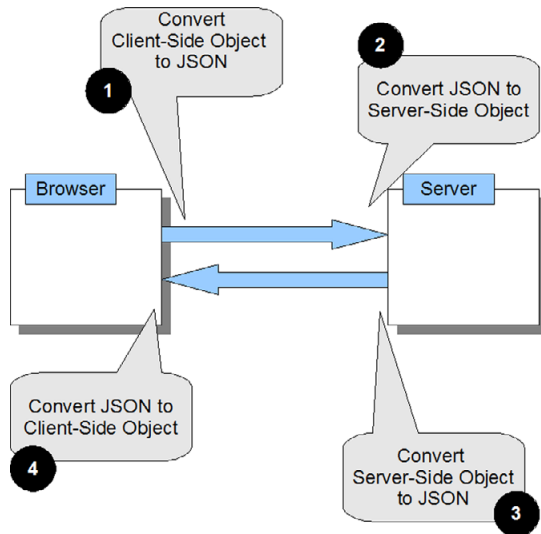 Convert
Client-Side Object
to JSON
1
2
Convert JSON to
Server-Side Object
Browser
Server
Convert JSON to
Client-Side Object
4
Convert
Server-Side Object
to JSON
3